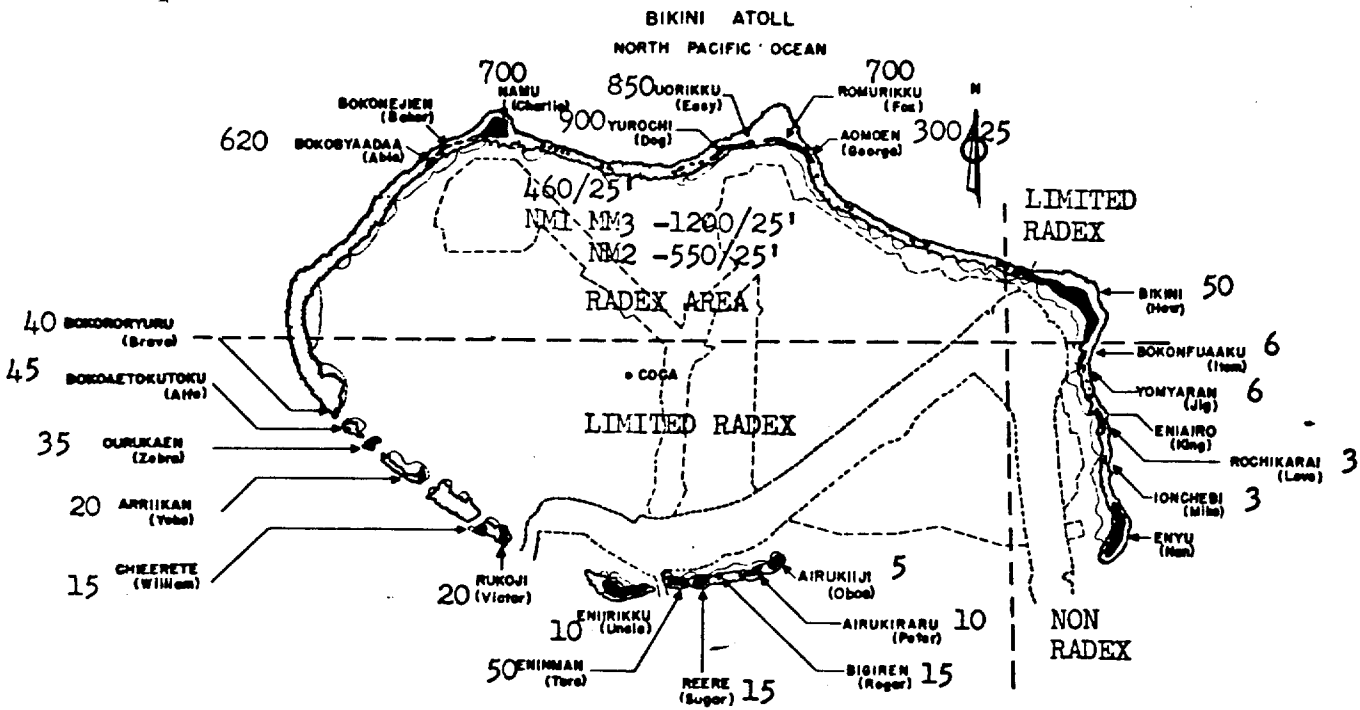 BIKINI ATOLL
NORTH PACIFIC OCEAN
700
NAMU
(Charlie)
BOKONEJIEN
(Baker)
620
BOKOBYAADAA
(Able)
850 UORIKKU
(Easy)
900 YUROCHI
(Dog)
700
ROMURIKKU
(Fox)
AOMOEN
(George)
300/25
N
460/25'
NM1 MM3 -1200/25'
NM2 -550/25'
RADEX AREA
LIMITED
RADEX
BIKINI
(How)
50
40 BOKORORYURU
(Bravo)
BOKONFUAAKU
(Item)
6
45 BOKOAETOKUTOKU
(Alfa)
COCA
YOMYARAN
(Jig)
6
35 OURUKAEN
(Zebra)
LIMITED RADEX
ENIAIRO
(King)
ROCHIKARAI
(Love)
3
20 ARRIIKAN
(Yoke)
IONCHEBI
(Mike)
3
ENYU
(Nan)
15 CHIEERETE
(William)
RUKOJI
20 (Victor)
AIRUKIIJI
(Oboe)
5
ENIIRIKKU
10 (Uncle)
AIRUKIRARU
(Peter)
10
NON
RADEX
50 ENINMAN
(Tare)
REERE
(Sugar)
15
BIGIREN
(Roger)
15